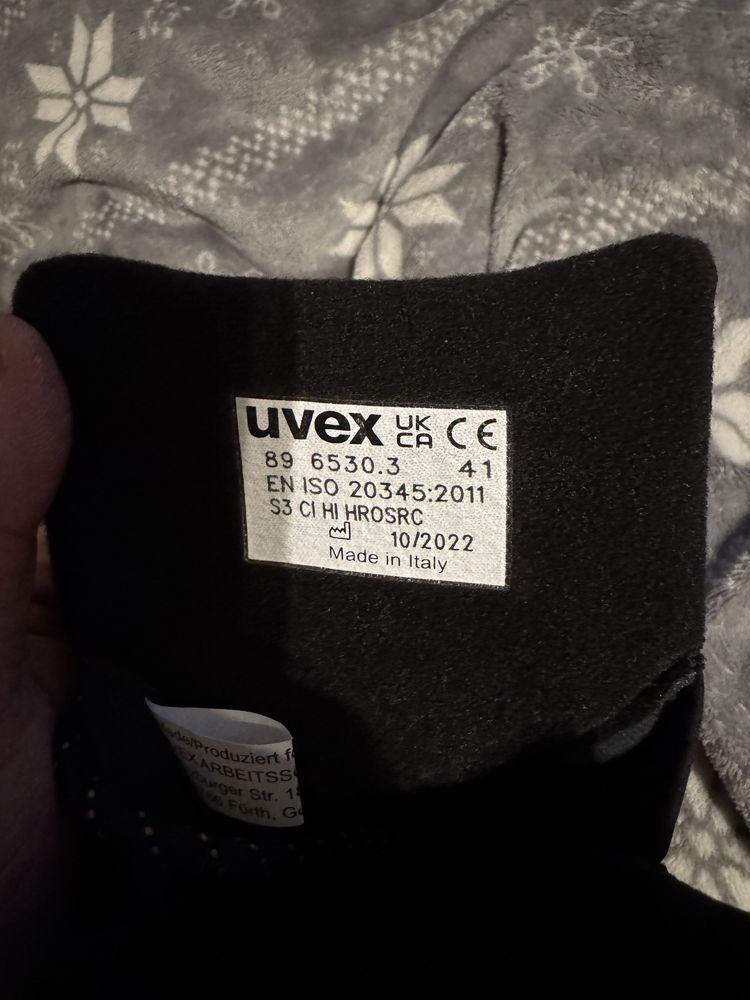 uvex UK CA CE
89 6530.3 41
EN ISO 20345:2011
S3 CI HI HROSRC
10/2022
Made in Italy
/Produziert f
ARBEITSS
Str. 1
Fürth, G